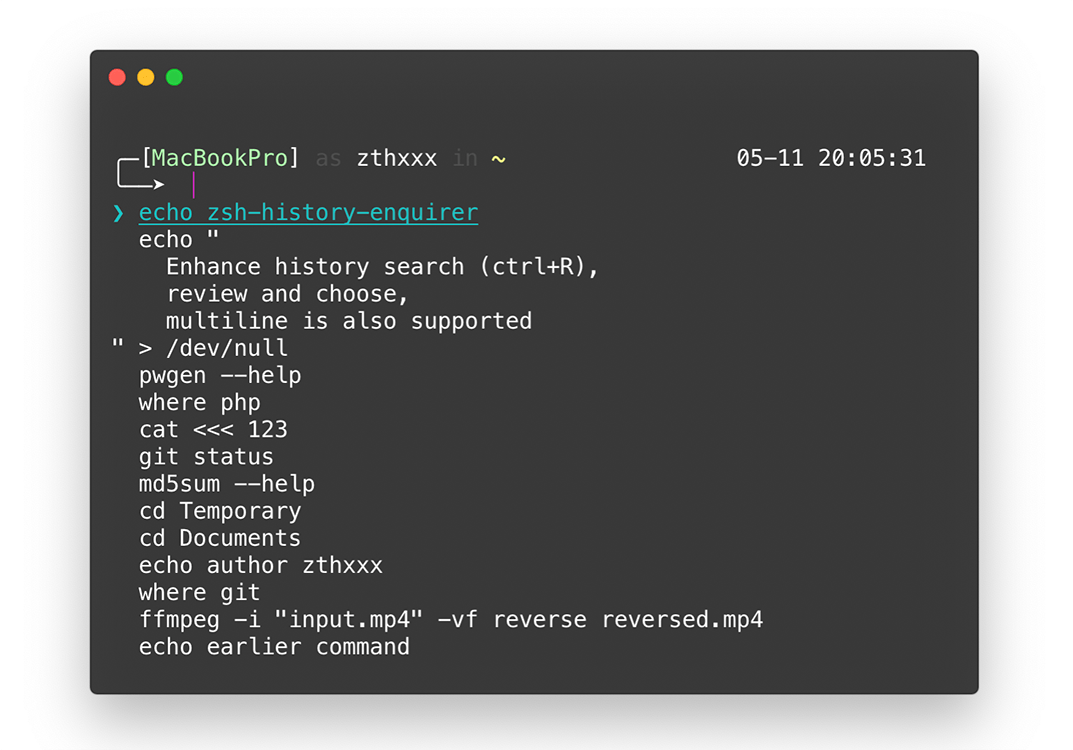 [MacBookPro] as zthxxx in ~ 05-11 20:05:31
❯ echo zsh-history-enquirer
echo "
Enhance history search (ctrl+R),
review and choose,
multiline is also supported
" > /dev/null
pwgen --help
where php
cat <<< 123
git status
md5sum --help
cd Temporary
cd Documents
echo author zthxxx
where git
ffmpeg -i "input.mp4" -vf reverse reversed.mp4
echo earlier command